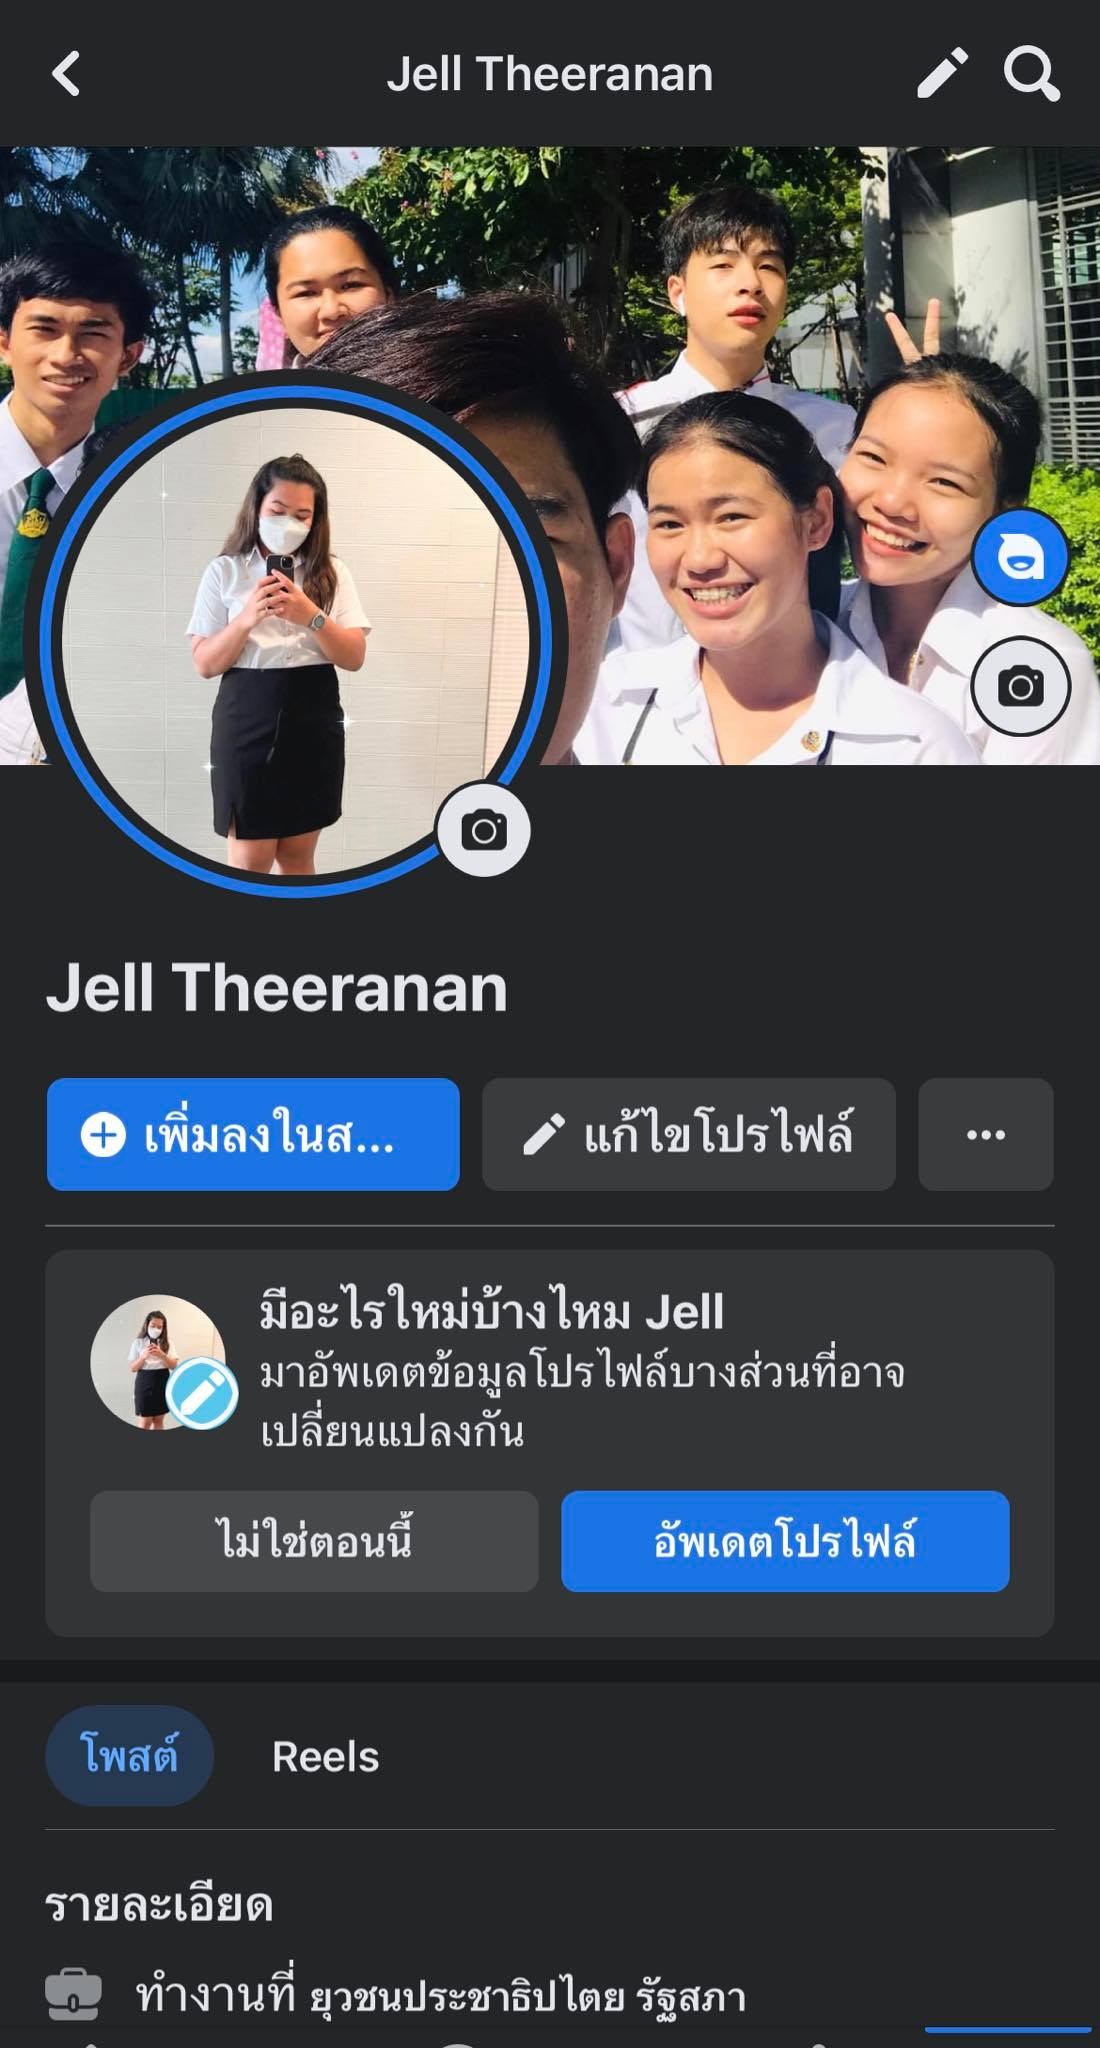 Jell Theeranan
Jell Theeranan
เพิ่มลงในส...
แก้ไขโปรไฟล์
มีอะไรใหม่บ้างไหม Jell
มาอัพเดตข้อมูลโปรไฟล์บางส่วนที่อาจ
เปลี่ยนแปลงกัน
ไม่ใช่ตอนนี้
อัพเดตโปรไฟล์
โพสต์
Reels
รายละเอียด
ทำงานที่ ยุวชนประชาธิปไตย รัฐสภา